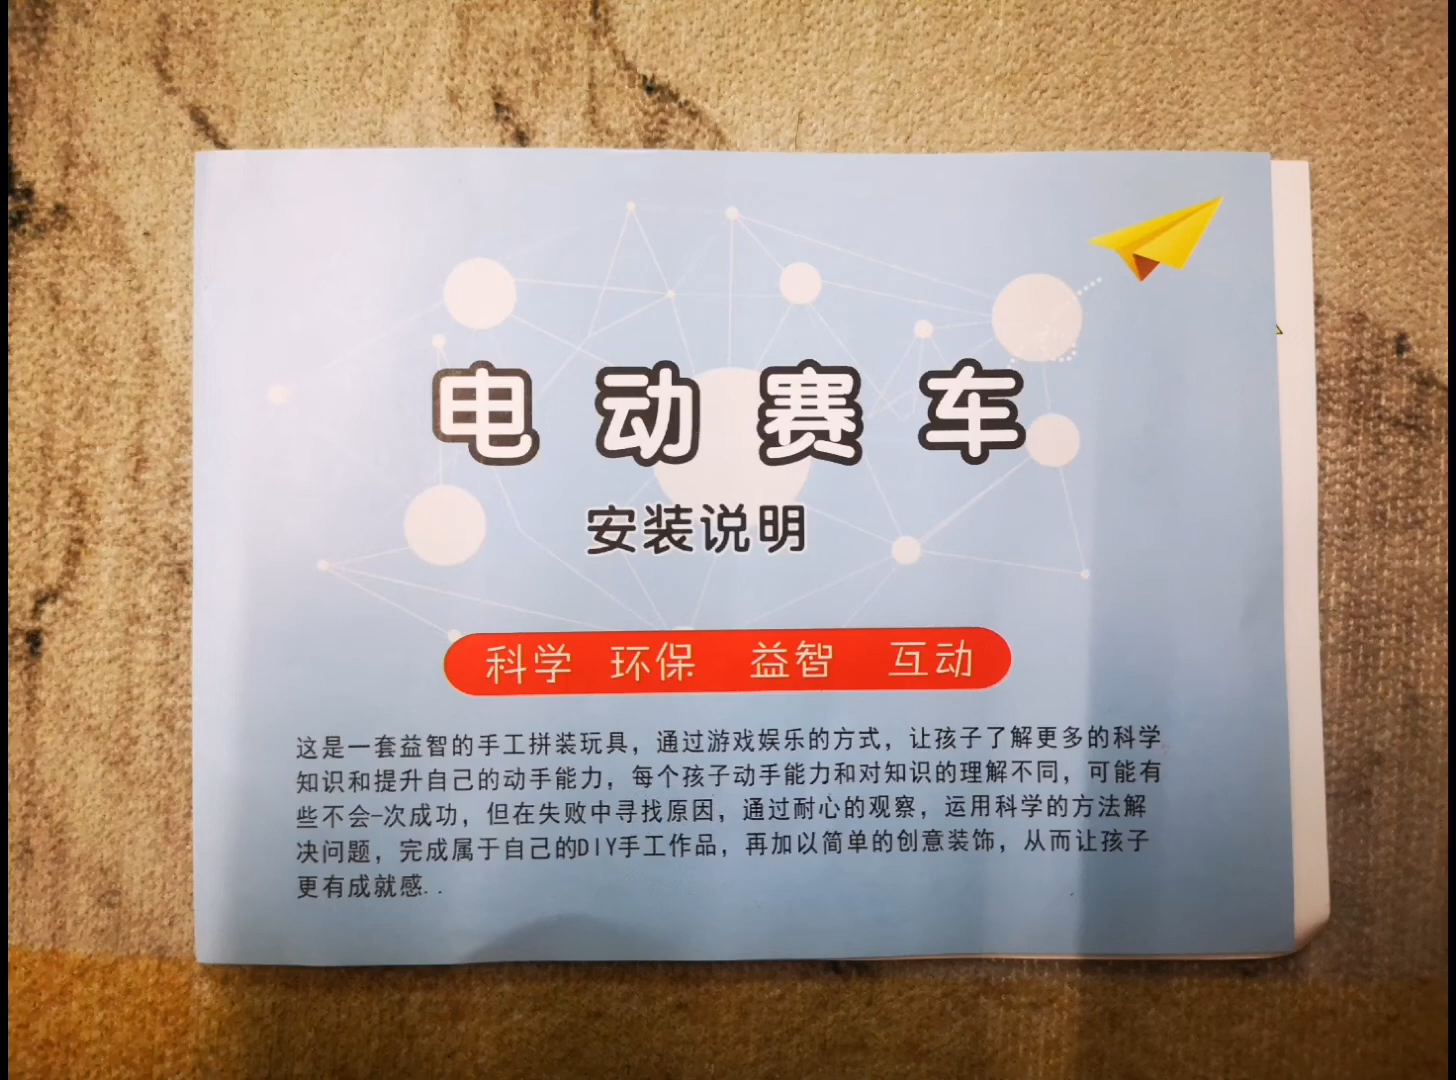 电动赛车
安装说明
科学 环保 益智 互动
这是一套益智的手工拼装玩具，通过游戏娱乐的方式，让孩子了解更多的科学
知识和提升自己的动手能力，每个孩子动手能力和对知识的理解不同，可能有
些不会-次成功，但在失败中寻找原因，通过耐心的观察，运用科学的方法解
决问题，完成属于自己的DIY手工作品，再加以简单的创意装饰，从而让孩子
更有成就感..